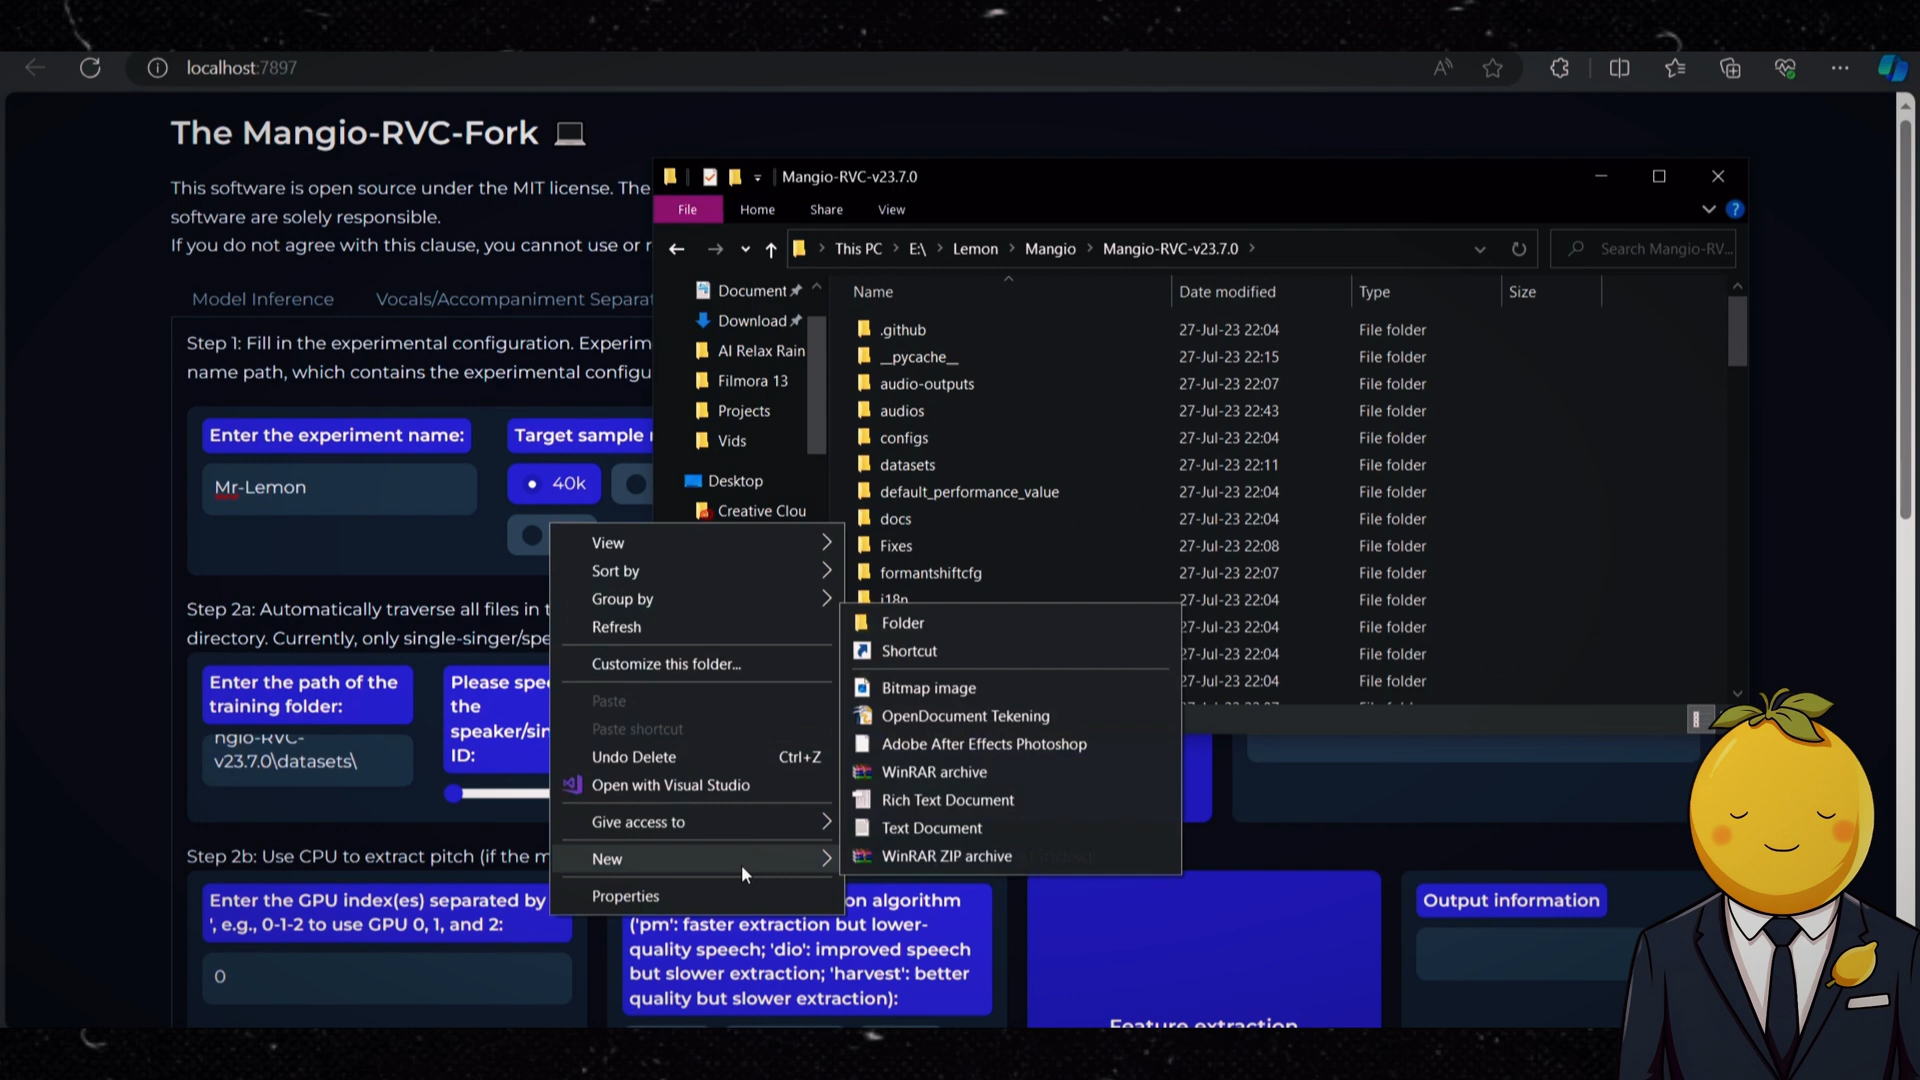 localhost:7897
The Mangio-RVC-Fork
This software is open source under the MIT license. The
software are solely responsible.
If you do not agree with this clause, you cannot use or r
Model Inference
Vocals/Accompaniment Separat
Step 1: Fill in the experimental configuration. Experim
name path, which contains the experimental configu
Enter the experiment name:
Target sample r
Mr-Lemon
40k
Step 2a: Automatically traverse all files in t
directory. Currently, only single-singer/spe
Enter the path of the
training folder:
ngio-RVC-
v23.7.0\datasets\
Please spe
the
speaker/sin
ID:
Step 2b: Use CPU to extract pitch (if the m
Enter the GPU index(es) separated by
', e.g., 0-1-2 to use GPU 0, 1, and 2:
0
on algorithm
('pm': faster extraction but lower-
quality speech; 'dio': improved speech
but slower extraction; 'harvest': better
quality but slower extraction):
Feature extraction
Output information
Mangio-RVC-v23.7.0
File
Home
Share
View
This PC
E:\
Lemon
Mangio
Mangio-RVC-v23.7.0
Search Mangio-RV...
Document
Download
AI Relax Rain
Filmora 13
Projects
Vids
Desktop
Creative Clou
Name
Date modified
Type
Size
.github 27-Jul-23 22:04 File folder
__pycache__ 27-Jul-23 22:15 File folder
audio-outputs 27-Jul-23 22:07 File folder
audios 27-Jul-23 22:43 File folder
configs 27-Jul-23 22:04 File folder
datasets 27-Jul-23 22:11 File folder
default_performance_value 27-Jul-23 22:04 File folder
docs 27-Jul-23 22:04 File folder
Fixes 27-Jul-23 22:08 File folder
formantshiftcfg 27-Jul-23 22:07 File folder
i18n 27-Jul-23 22:04 File folder
27-Jul-23 22:04 File folder
27-Jul-23 22:04 File folder
27-Jul-23 22:04 File folder
View
Sort by
Group by
Refresh
Customize this folder...
Paste
Paste shortcut
Undo Delete Ctrl+Z
Open with Visual Studio
Give access to
New
Properties
Folder
Shortcut
Bitmap image
OpenDocument Tekening
Adobe After Effects Photoshop
WinRAR archive
Rich Text Document
Text Document
WinRAR ZIP archive